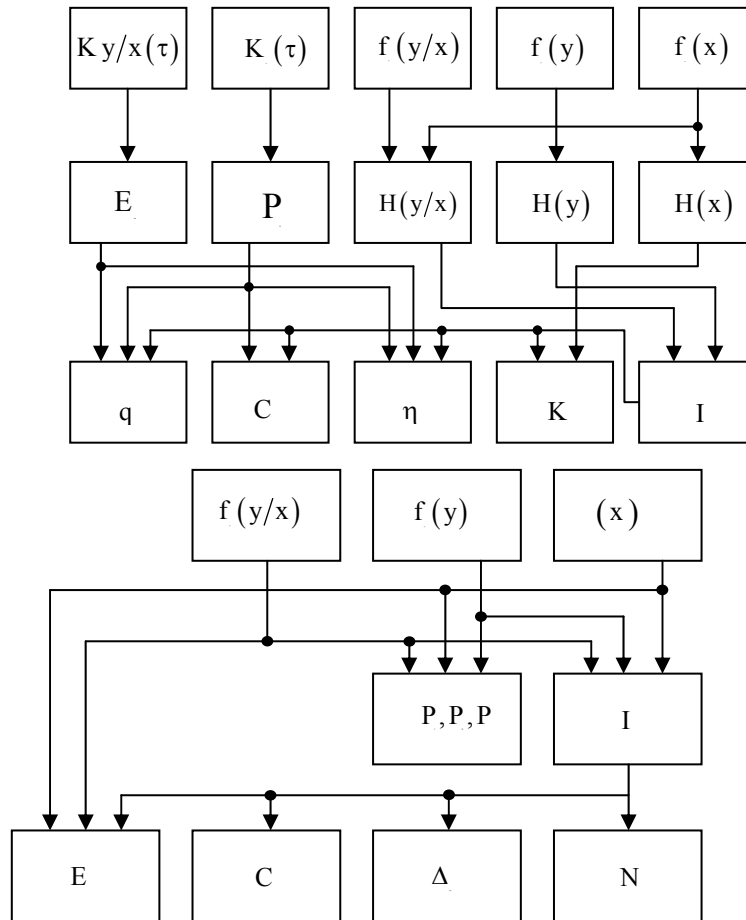 K y/x(τ) K (τ) f (y/x) f (y) f (x)
E P H(y/x) H(y) H(x)
q C η K I
f (y/x) f (y) (x)
P, P, P I
E C Δ N